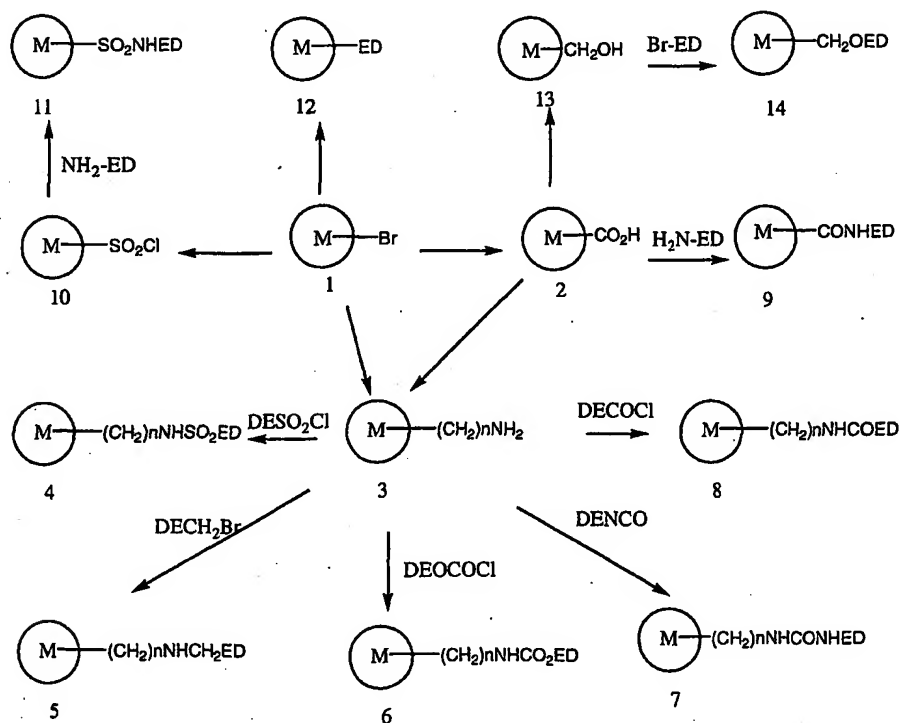 M SO₂NHED
M ED
M CH₂OH
Br-ED
M CH₂OED
11
12
13
14
NH₂-ED
M SO₂Cl
M Br
M CO₂H
H₂N-ED
M CONHED
10
1
2
9
M (CH₂)nNHSO₂ED
DESO₂Cl
M (CH₂)nNH₂
DECOCl
M (CH₂)nNHCOED
4
3
8
DECH₂Br
DEOCOCl
DENCO
M (CH₂)nNHCH₂ED
M (CH₂)nNHCO₂ED
M (CH₂)nNHCONHED
5
6
7